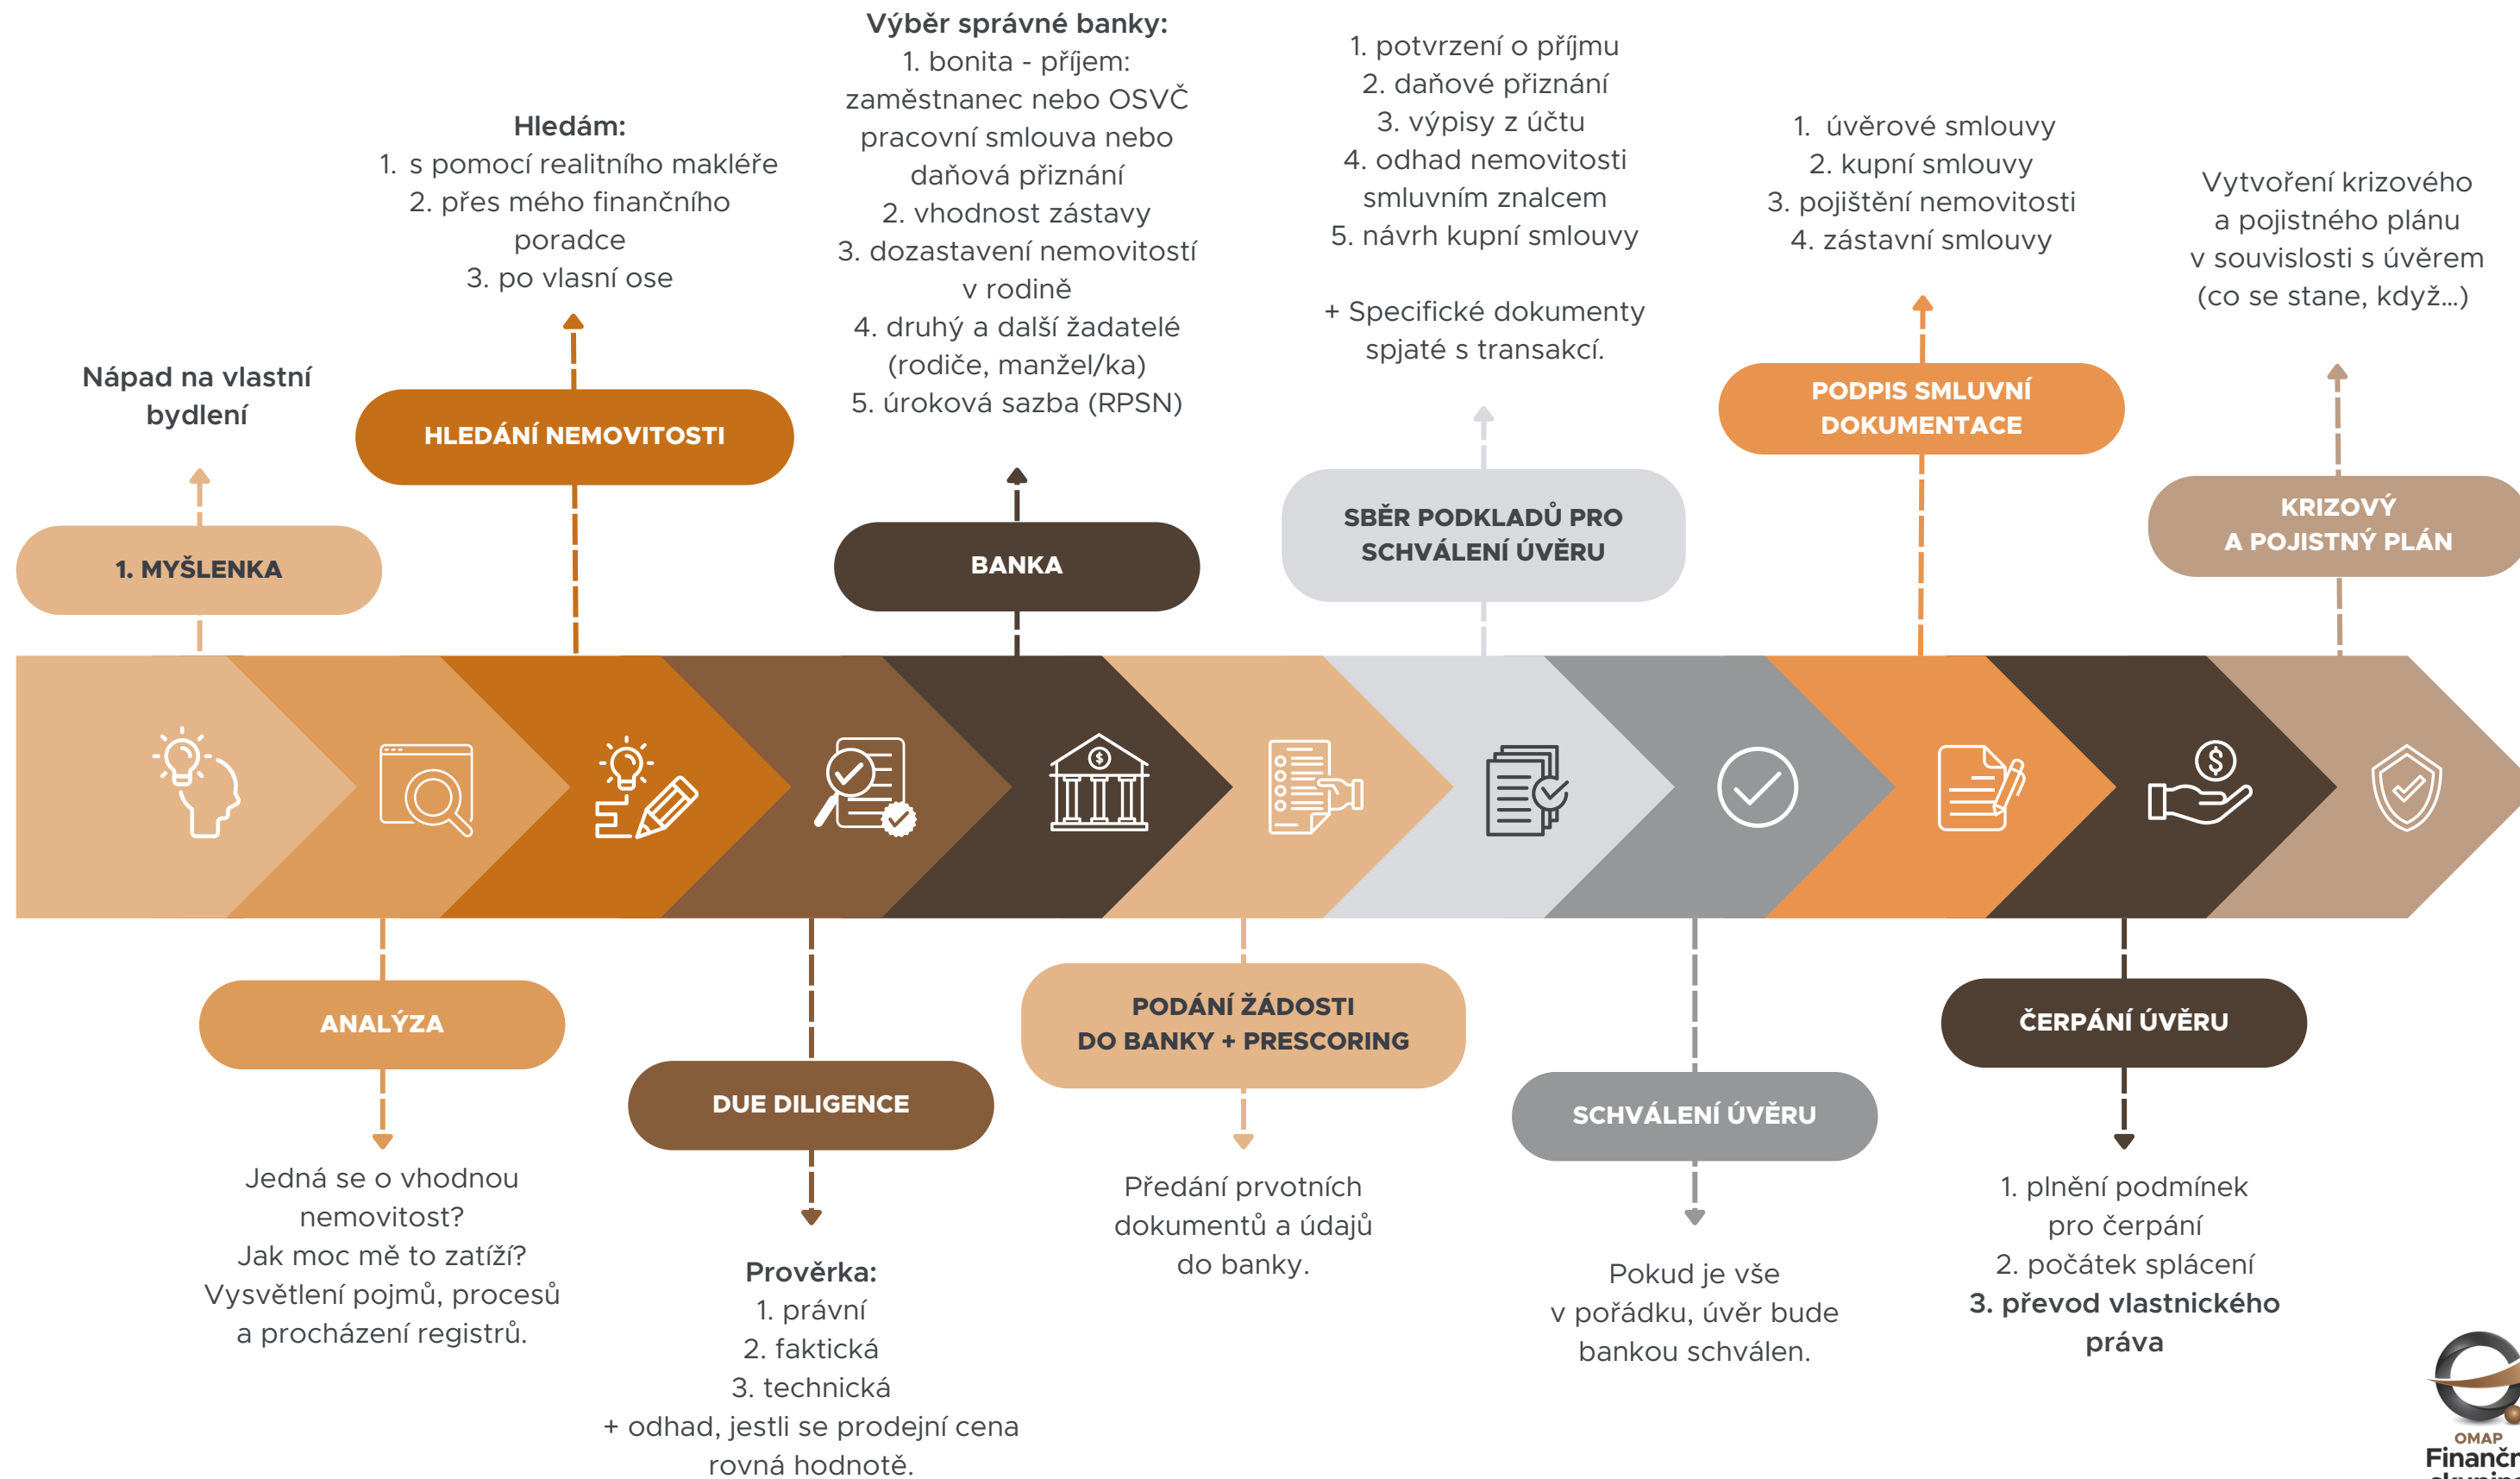 Nápad na vlastní
bydlení
1. MYŠLENKA
ANALÝZA
Jedná se o vhodnou
nemovitost?
Jak moc mě to zatíží?
Vysvětlení pojmů, procesů
a procházení registrů.
Hledám:
1. s pomocí realitního makléře
2. přes mého finančního
poradce
3. po vlasní ose
HLEDÁNÍ NEMOVITOSTI
DUE DILIGENCE
Prověrka:
1. právní
2. faktická
3. technická
+ odhad, jestli se prodejní cena
rovná hodnotě.
Výběr správné banky:
1. bonita - příjem:
zaměstnanec nebo OSVČ
pracovní smlouva nebo
daňová přiznání
2. vhodnost zástavy
3. dozastavení nemovitostí
v rodině
4. druhý a další žadatelé
(rodiče, manžel/ka)
5. úroková sazba (RPSN)
BANKA
$
PODÁNÍ ŽÁDOSTI
DO BANKY + PRESCORING
Předání prvotních
dokumentů a údajů
do banky.
1. potvrzení o příjmu
2. daňové přiznání
3. výpisy z účtu
4. odhad nemovitosti
smluvním znalcem
5. návrh kupní smlouvy
+ Specifické dokumenty
spjaté s transakcí.
SBĚR PODKLADŮ PRO
SCHVÁLENÍ ÚVĚRU
SCHVÁLENÍ ÚVĚRU
Pokud je vše
v pořádku, úvěr bude
bankou schválen.
1. úvěrové smlouvy
2. kupní smlouvy
3. pojištění nemovitosti
4. zástavní smlouvy
PODPIS SMLUVNÍ
DOKUMENTACE
$
ČERPÁNÍ ÚVĚRU
1. plnění podmínek
pro čerpání
2. počátek splácení
3. převod vlastnického
práva
Vytvoření krizového
a pojistného plánu
v souvislosti s úvěrem
(co se stane, když...)
KRIZOVÝ
A POJISTNÝ PLÁN
OMAP